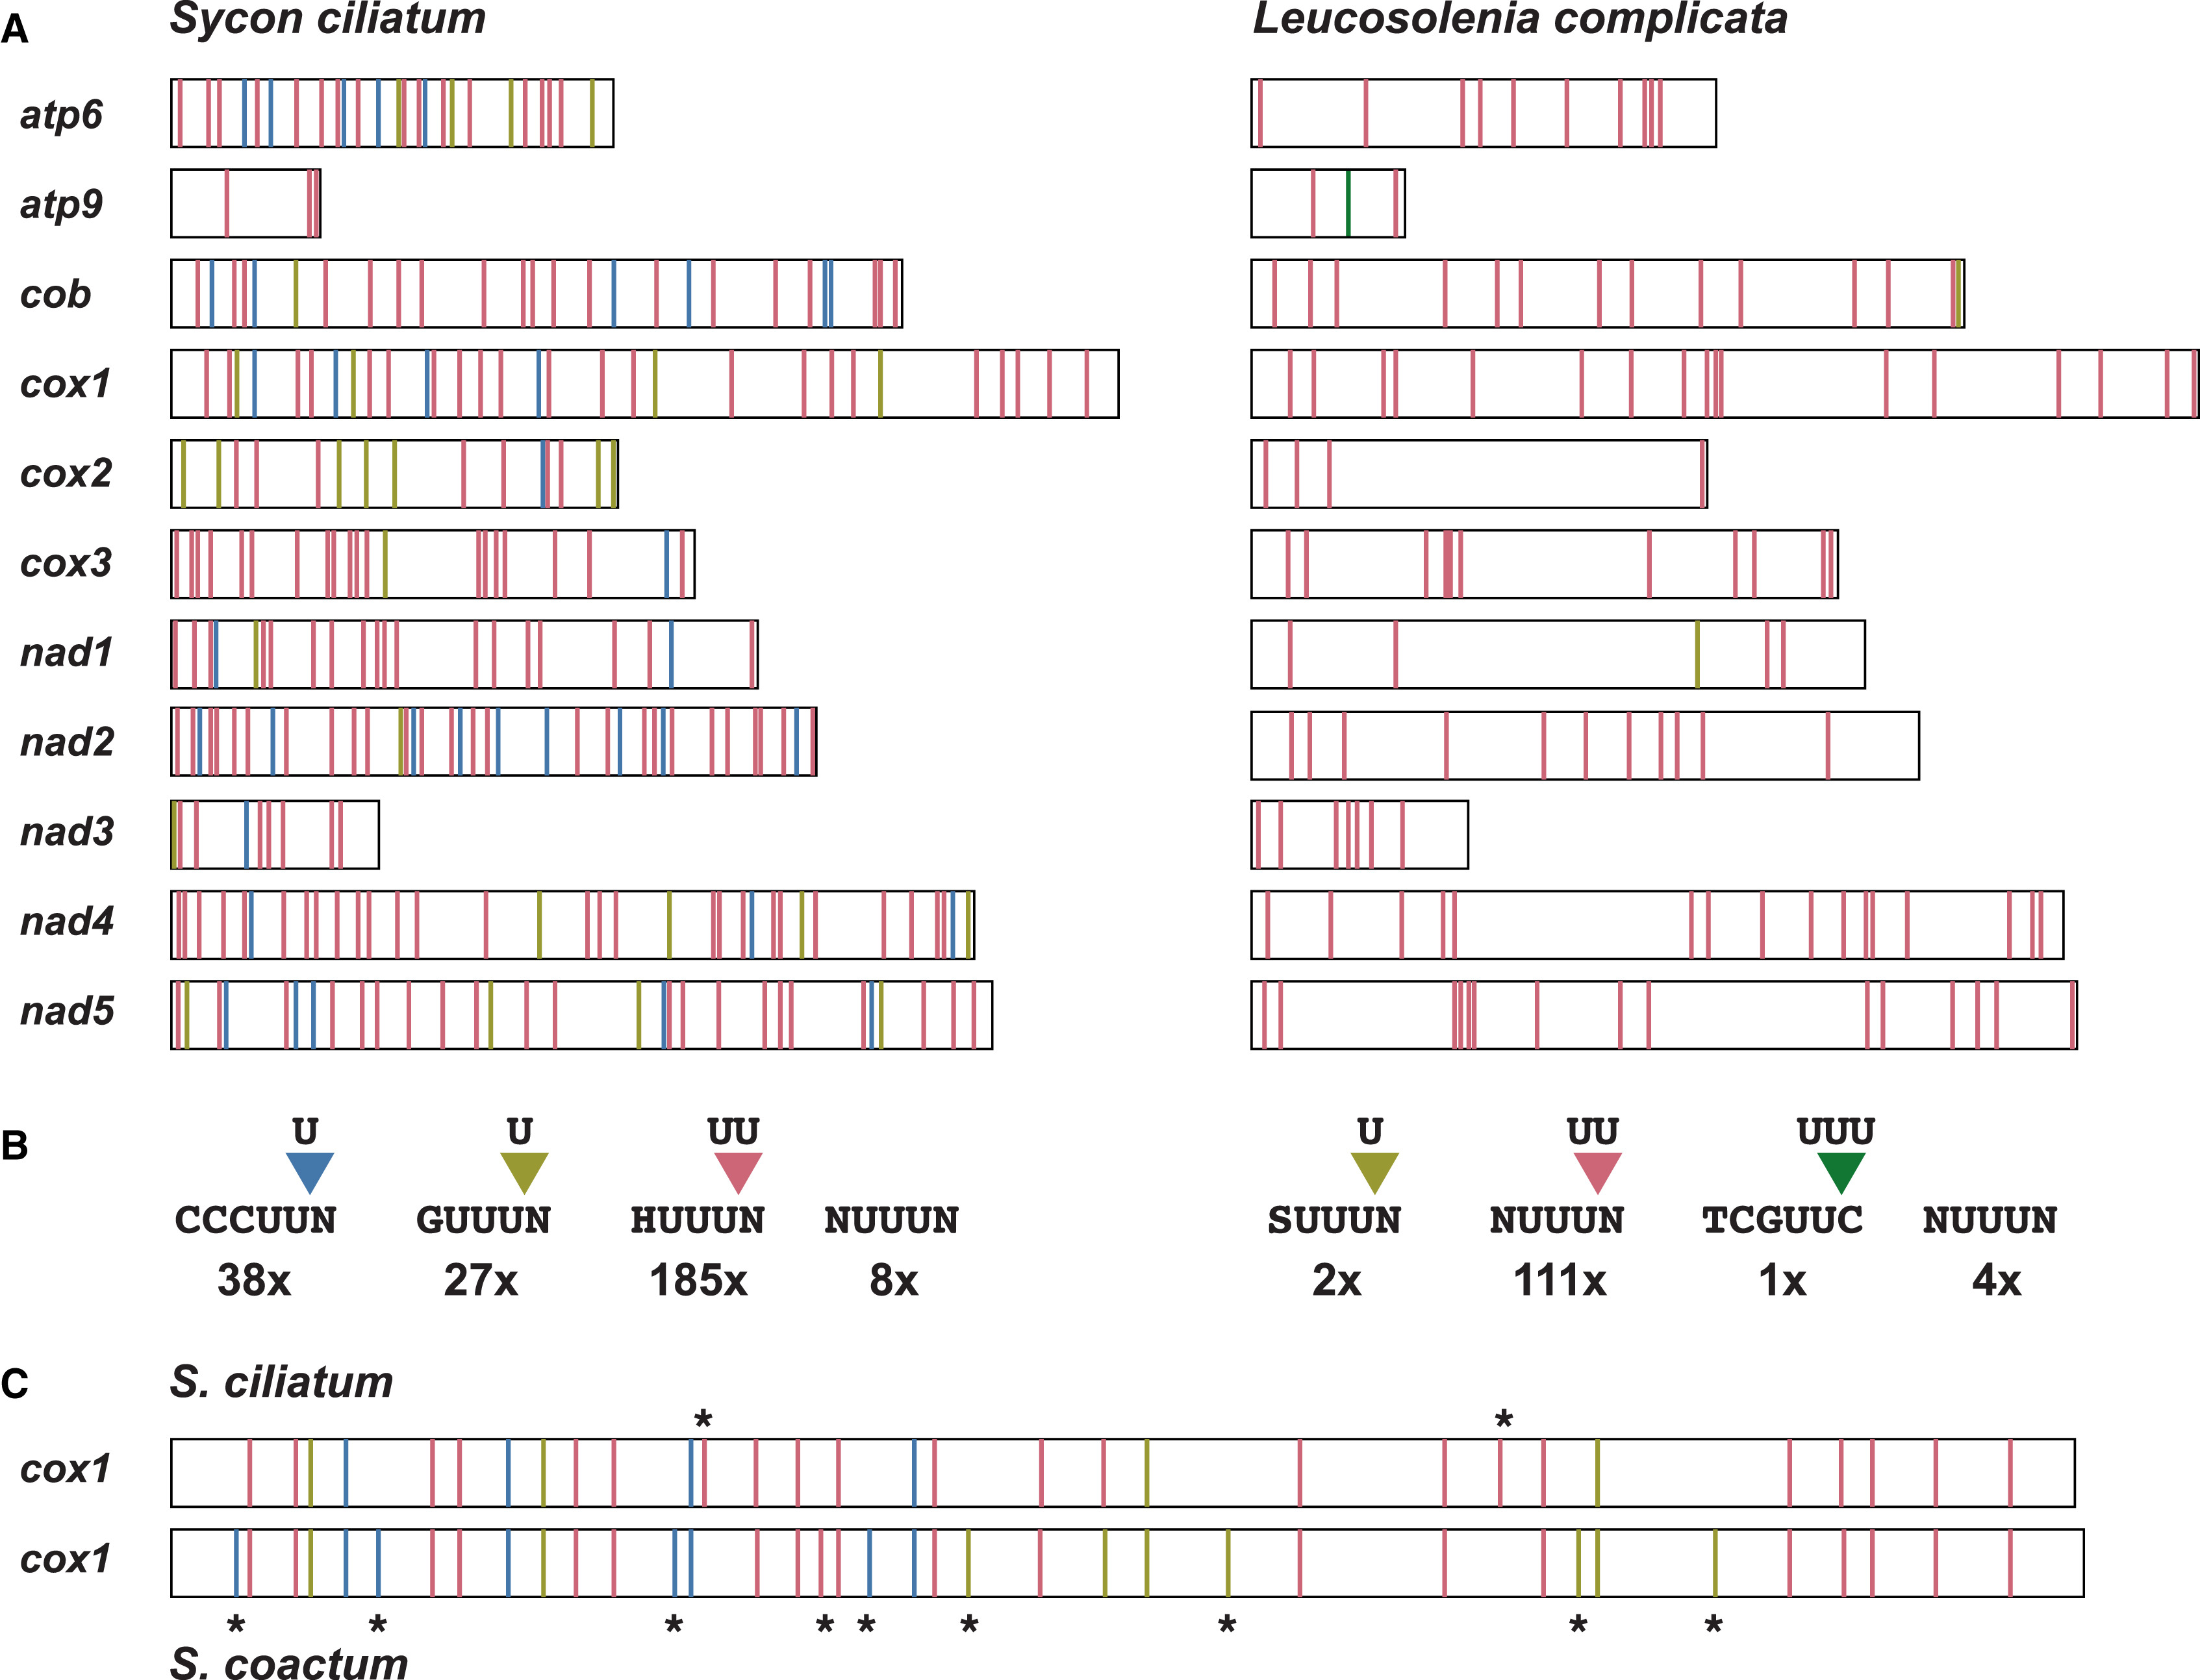 A Sycon ciliatum Leucosolenia complicata
atp6
atp9
cob
cox1
cox2
cox3
nad1
nad2
nad3
nad4
nad5
B U U UU U UU UUU
CCCUUN GUUUN HUUUN NUUUN SUUUN NUUUN TCGUUC NUUUN
38x 27x 185x 8x 2x 111x 1x 4x
C S. ciliatum
* *
cox1
cox1
* * * * * * * * *
S. coactum